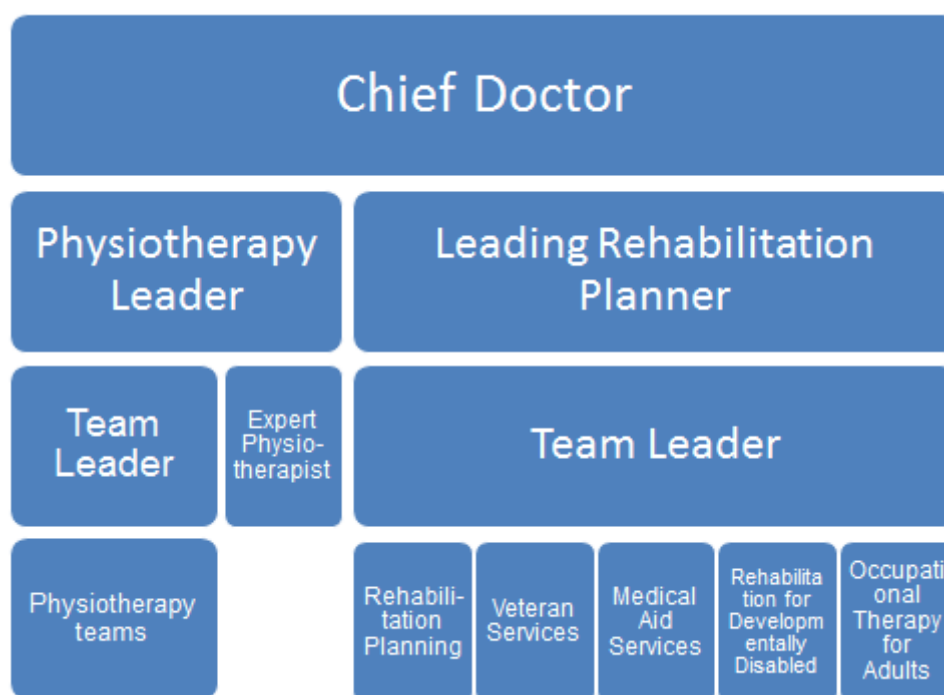 Chief Doctor
Physiotherapy
Leader
Leading Rehabilitation
Planner
Team
Leader
Expert
Physio-
therapist
Team Leader
Physiotherapy
teams
Rehabili-
tation
Planning
Veteran
Services
Medical
Aid
Services
Rehabilita
tion for
Developm
entally
Disabled
Occupati
onal
Therapy
for
Adults